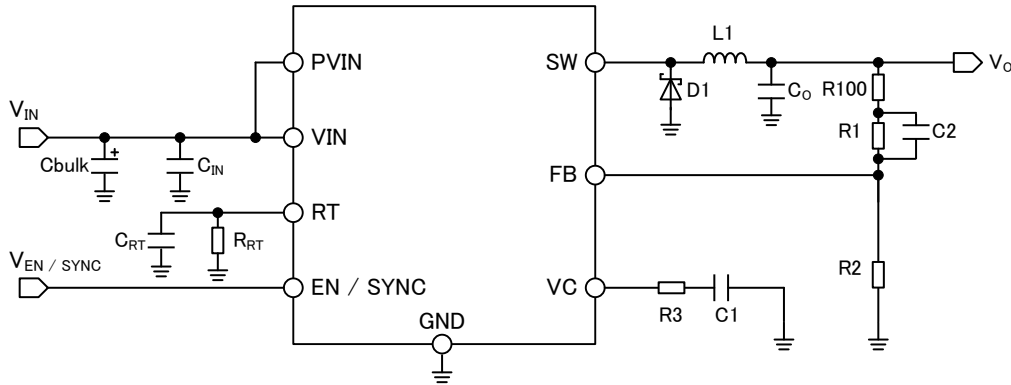 L1
SW
PVIN
D1
C_O
R100
V_O
V_IN
R1
C2
Cbulk
+
C_IN
VIN
FB
RT
C_RT
R_RT
V_EN / SYNC
R2
EN / SYNC
VC
R3
C1
GND